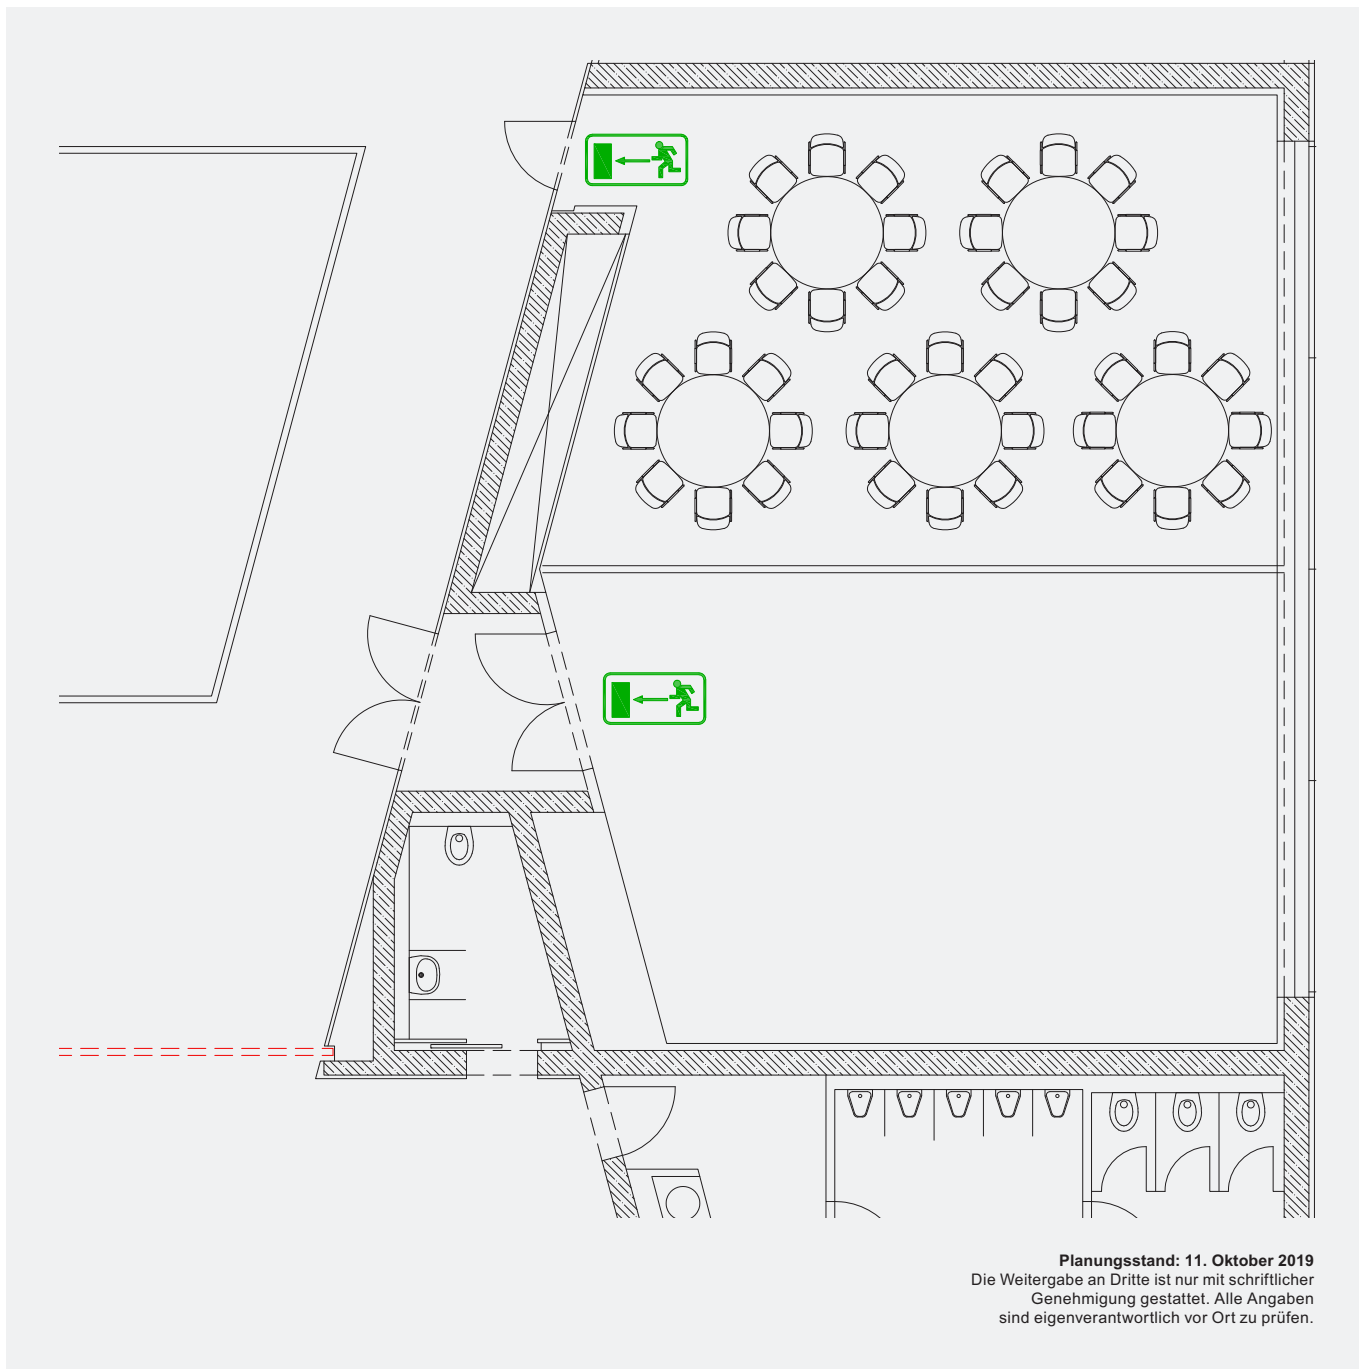 Planungsstand: 11. Oktober 2019
Die Weitergabe an Dritte ist nur mit schriftlicher
Genehmigung gestattet. Alle Angaben
sind eigenverantwortlich vor Ort zu prüfen.